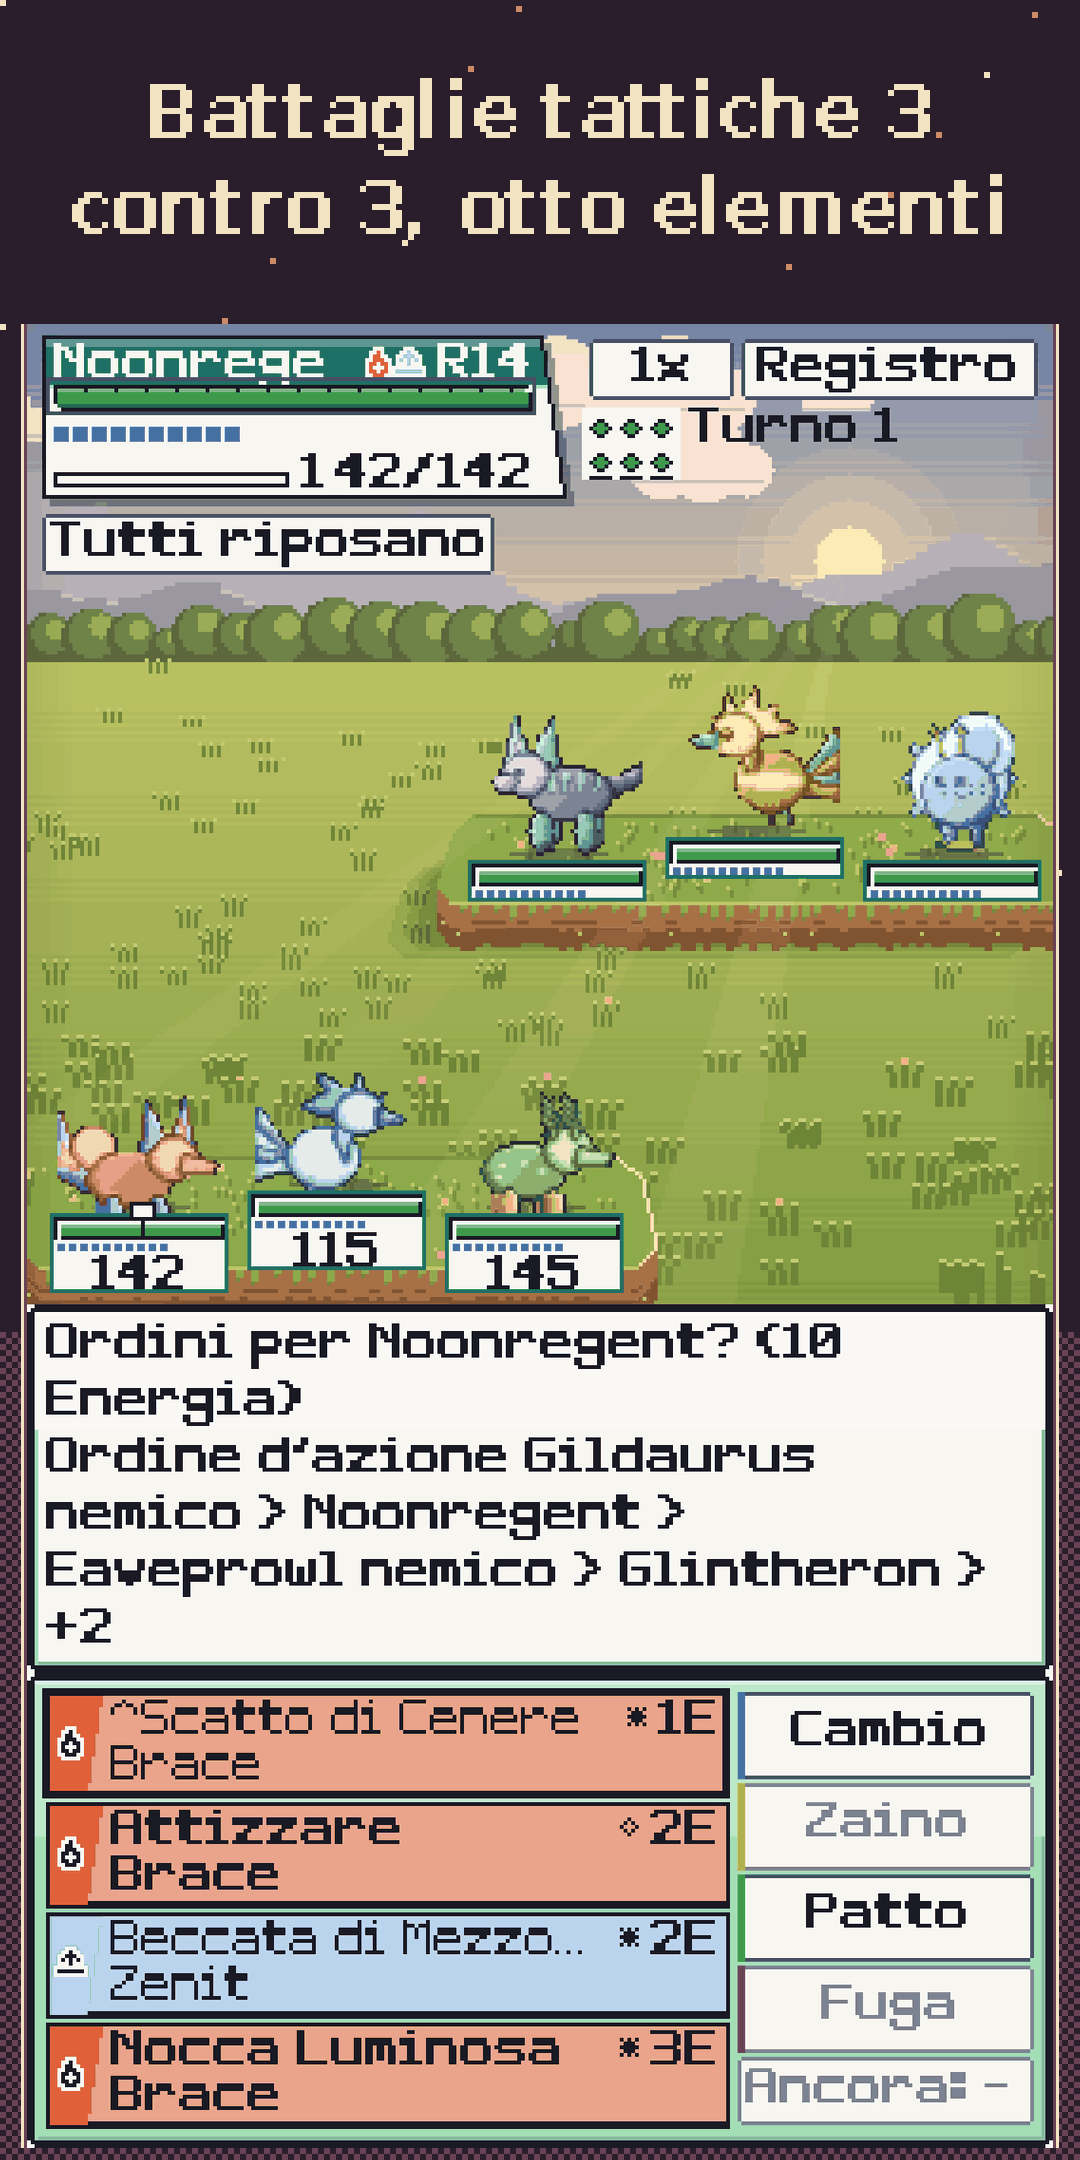 Battaglie tattiche 3
contro 3, otto elementi
Noonrege R14
1x
Registro
Turno 1
142/142
Tutti riposano
142
115
145
Ordini per Noonregent? (10
Energia)
Ordine d'azione Gildaurus
nemico > Noonregent >
Eaweprowl nemico > Glintheron >
+2
^Scatto di Cenere *1E
Brace
Attizzare ◇2E
Brace
Beccata di Mezzo... *2E
Zenit
Nocca Luminosa *3E
Brace
Cambio
Zaino
Patto
Fuga
Ancora: -